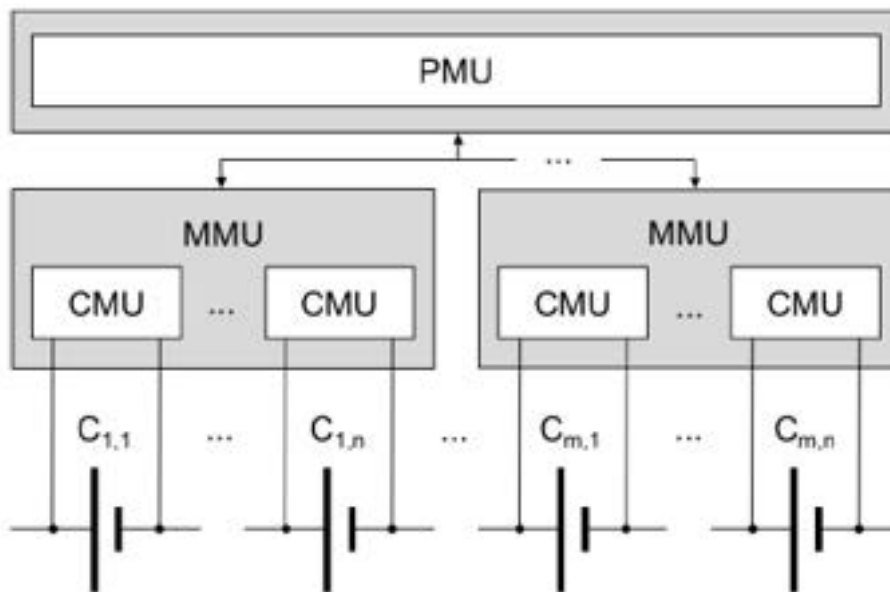 PMU
...
MMU MMU
CMU ... CMU CMU ... CMU
C1,1 ... C1,n ... Cm,1 ... Cm,n